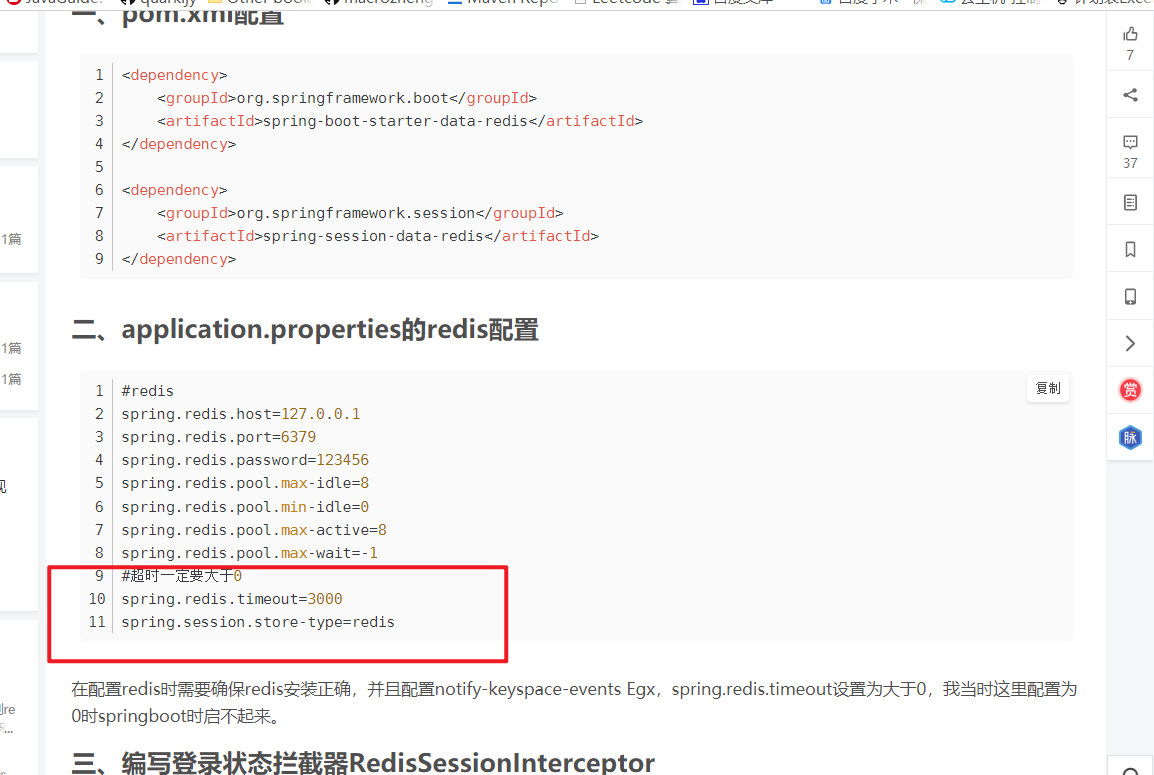 一、pom.xml配置
1 <dependency>
2     <groupId>org.springframework.boot</groupId>
3     <artifactId>spring-boot-starter-data-redis</artifactId>
4 </dependency>
5
6 <dependency>
7     <groupId>org.springframework.session</groupId>
8     <artifactId>spring-session-data-redis</artifactId>
9 </dependency>
二、application.properties的redis配置
复制
1 #redis
2 spring.redis.host=127.0.0.1
3 spring.redis.port=6379
4 spring.redis.password=123456
5 spring.redis.pool.max-idle=8
6 spring.redis.pool.min-idle=0
7 spring.redis.pool.max-active=8
8 spring.redis.pool.max-wait=-1
9 #超时一定要大于0
10 spring.redis.timeout=3000
11 spring.session.store-type=redis
在配置redis时需要确保redis安装正确，并且配置notify-keyspace-events Egx，spring.redis.timeout设置为大于0，我当时这里配置为
0时springboot时启不起来。
三、编写登录状态拦截器RedisSessionInterceptor
1篇
1篇
1篇
7
37
赏
脉